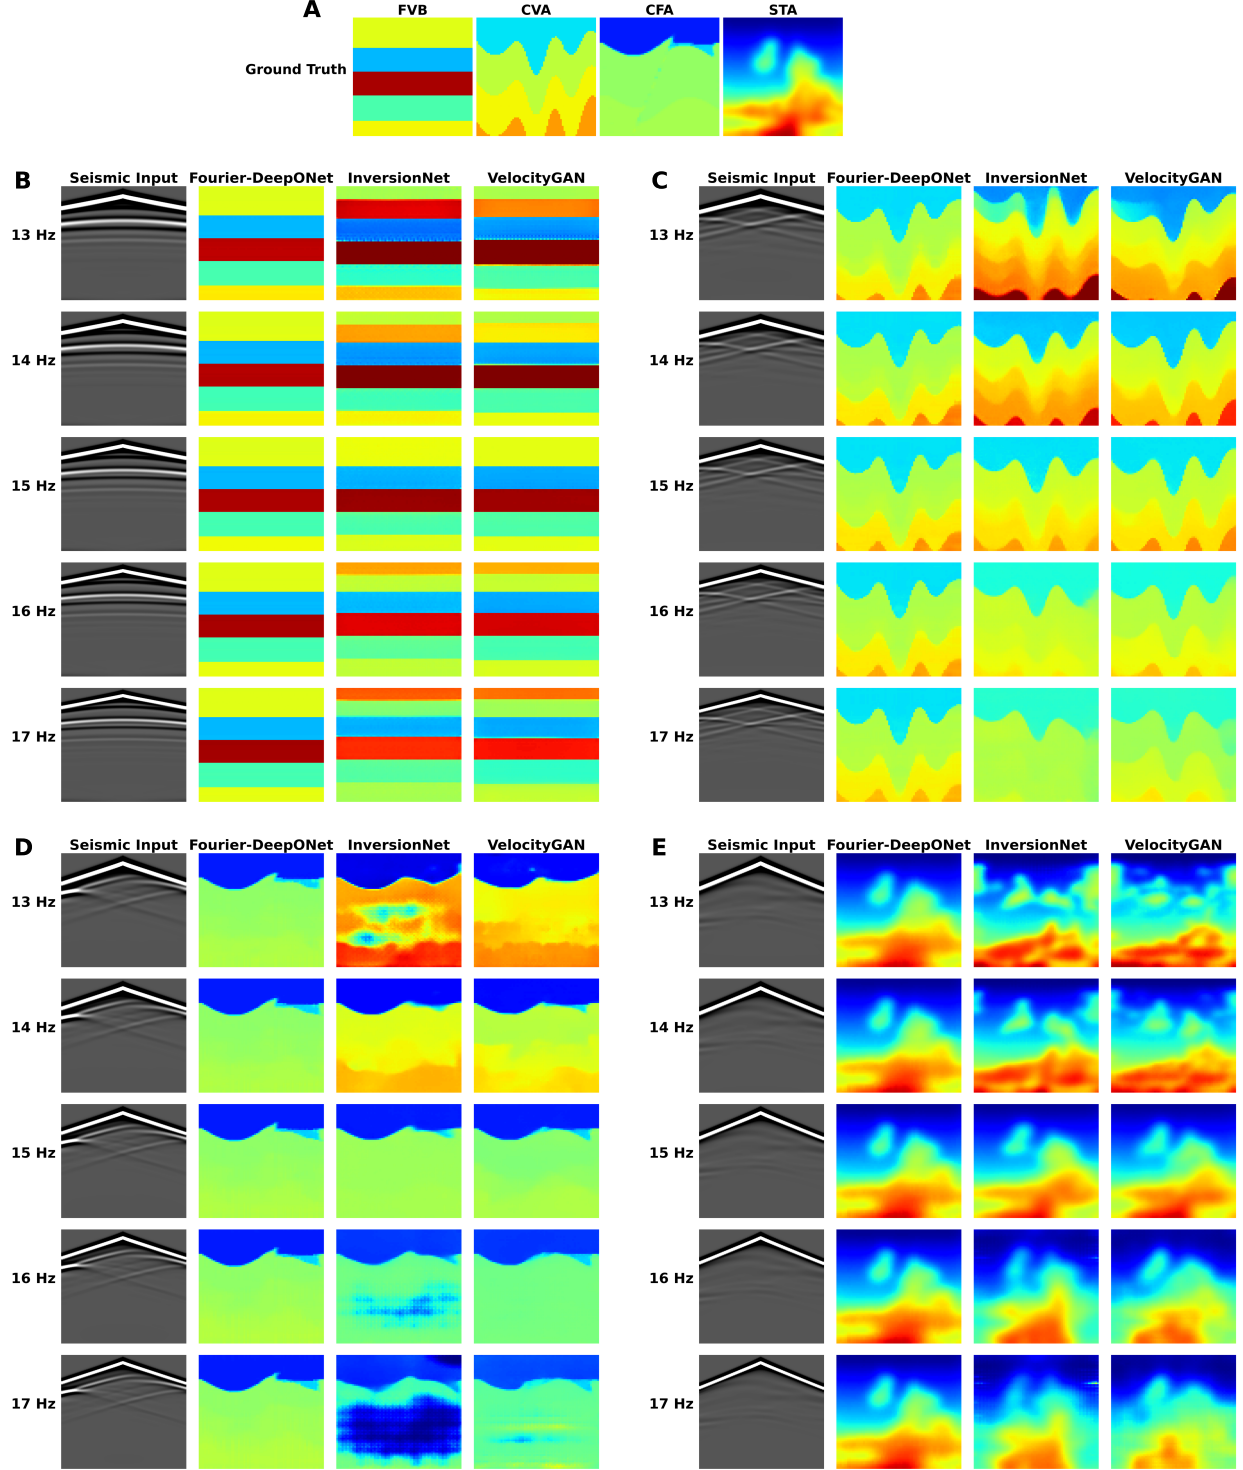 A
FVB CVA CFA STA
Ground Truth
B
Seismic Input Fourier-DeepONet InversionNet VelocityGAN
13 Hz
14 Hz
15 Hz
16 Hz
17 Hz
C
Seismic Input Fourier-DeepONet InversionNet VelocityGAN
13 Hz
14 Hz
15 Hz
16 Hz
17 Hz
D
Seismic Input Fourier-DeepONet InversionNet VelocityGAN
13 Hz
14 Hz
15 Hz
16 Hz
17 Hz
E
Seismic Input Fourier-DeepONet InversionNet VelocityGAN
13 Hz
14 Hz
15 Hz
16 Hz
17 Hz